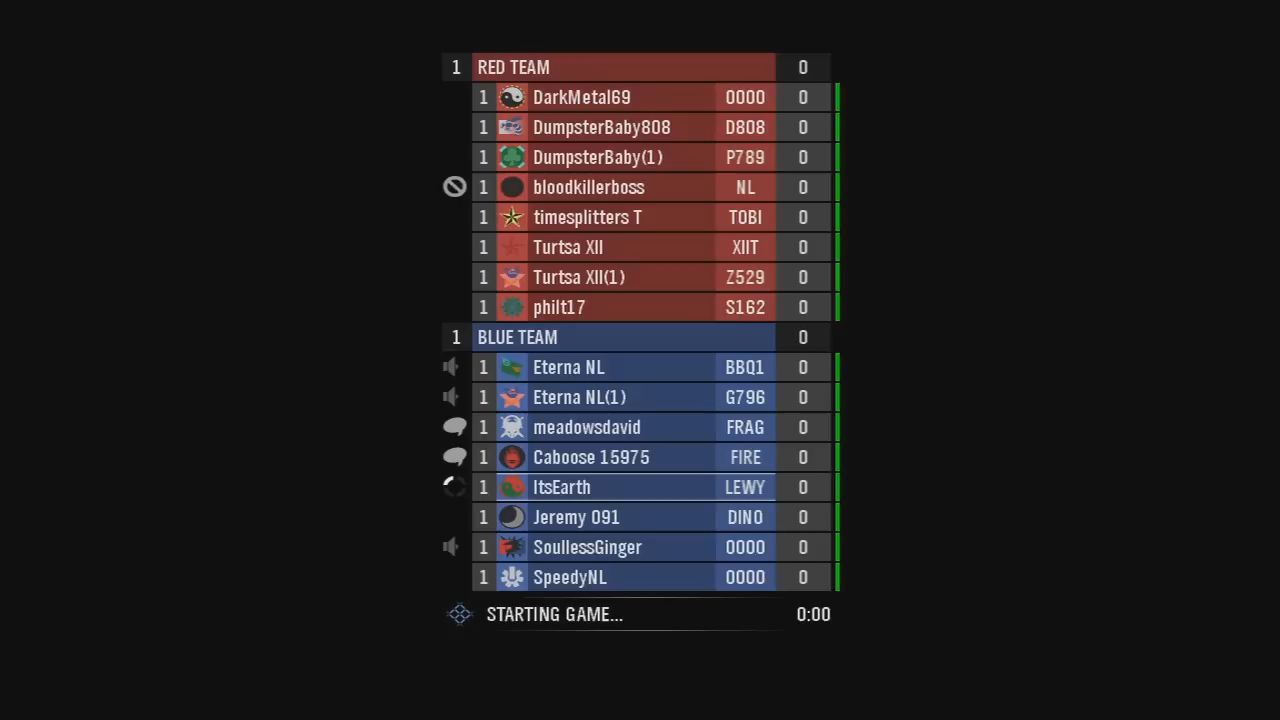 1 RED TEAM 0
1 DarkMetal69 0000 0
1 DumpsterBaby808 D808 0
1 DumpsterBaby(1) P789 0
1 bloodkillerboss NL 0
1 timesplitters T TOBI 0
1 Turtsa XII XIIT 0
1 Turtsa XII(1) Z529 0
1 philt17 S162 0
1 BLUE TEAM 0
1 Eterna NL BBQ1 0
1 Eterna NL(1) G796 0
1 meadowsdavid FRAG 0
1 Caboose 15975 FIRE 0
1 ItsEarth LEWY 0
1 Jeremy 091 DINO 0
1 SoullessGinger 0000 0
1 SpeedyNL 0000 0
STARTING GAME... 0:00